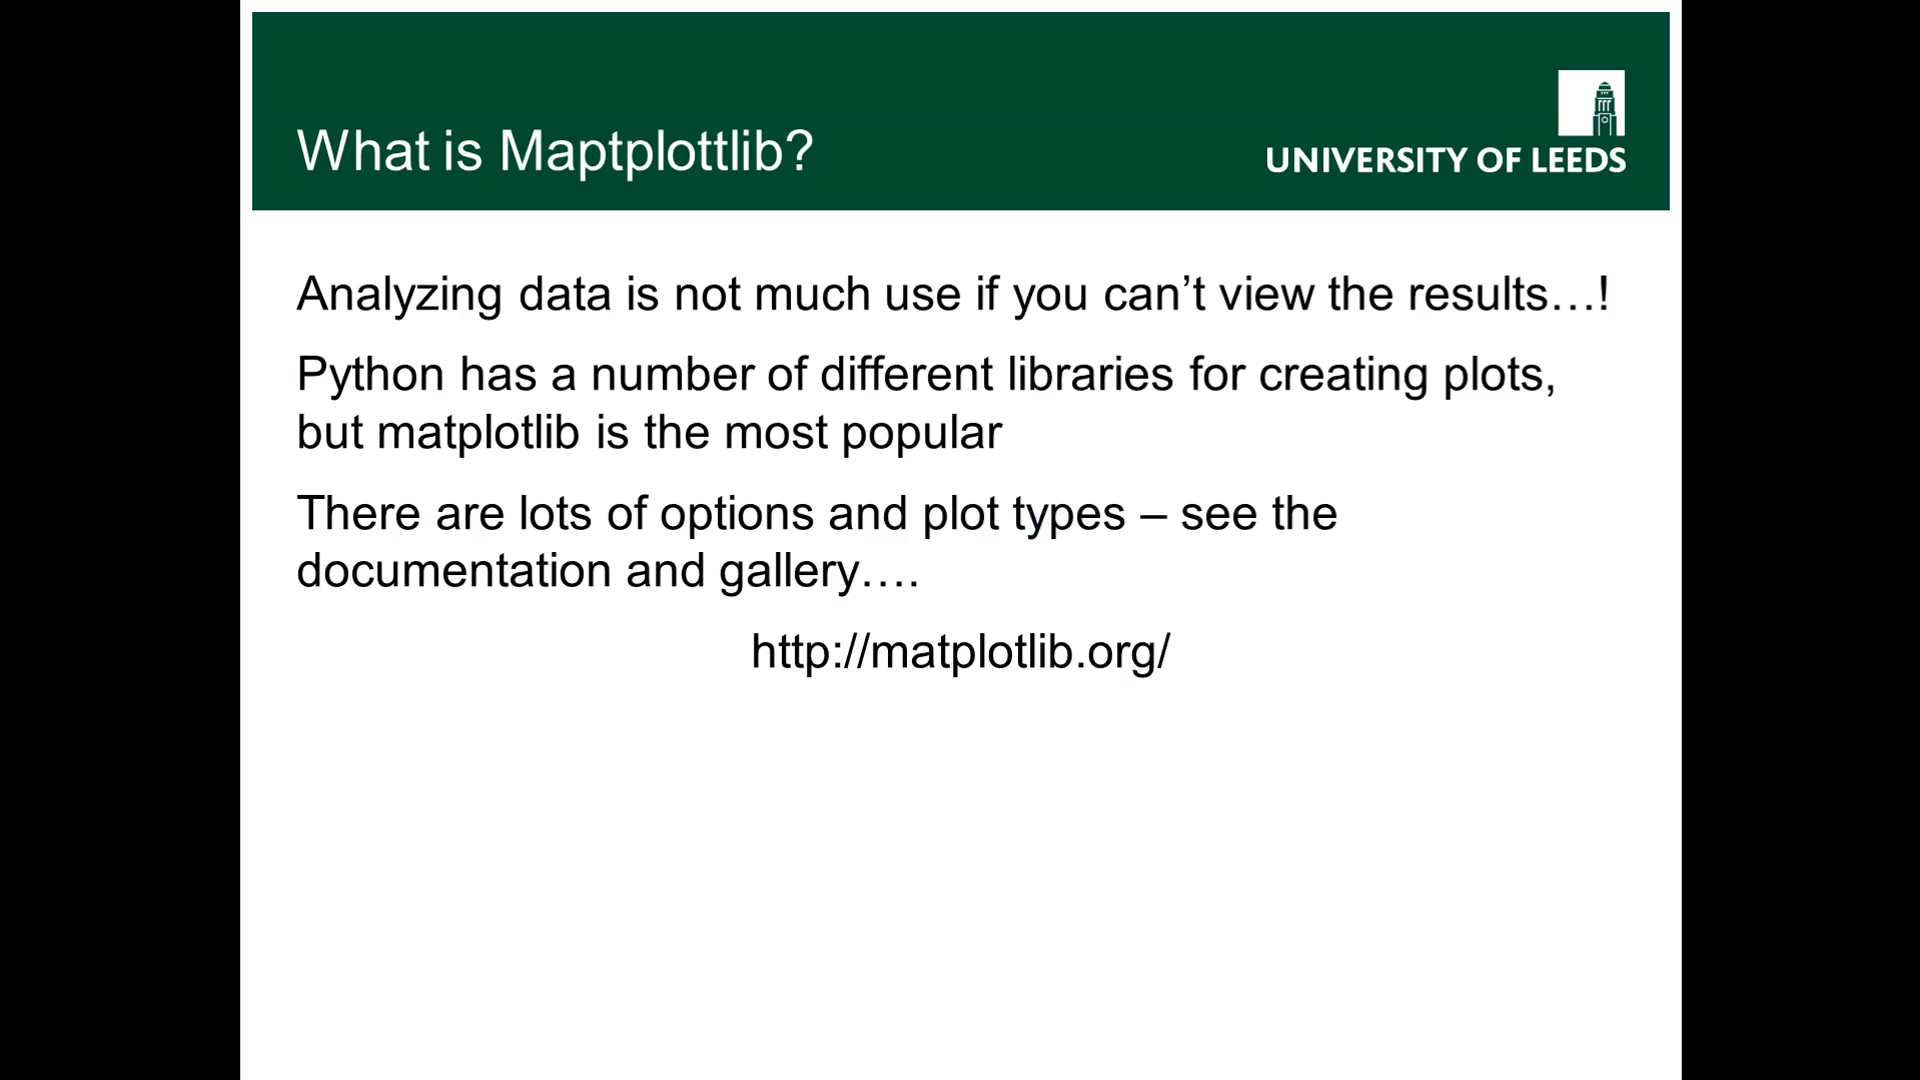 What is Maptplottlib?
UNIVERSITY OF LEEDS
Analyzing data is not much use if you can’t view the results…!
Python has a number of different libraries for creating plots,
but matplotlib is the most popular
There are lots of options and plot types – see the
documentation and gallery….
http://matplotlib.org/